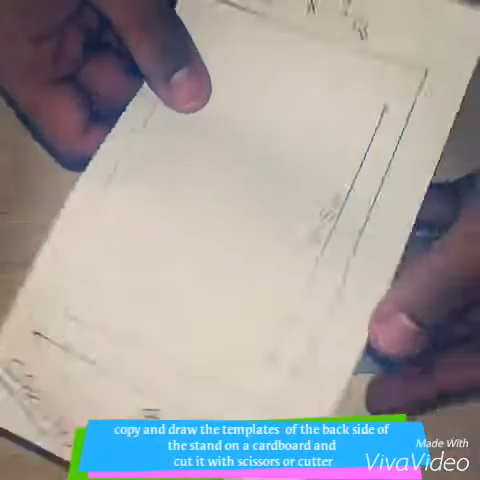 copy and draw the templates of the back side of
the stand on a cardboard and
cut it with scissors or cutter
Made With
VivaVideo